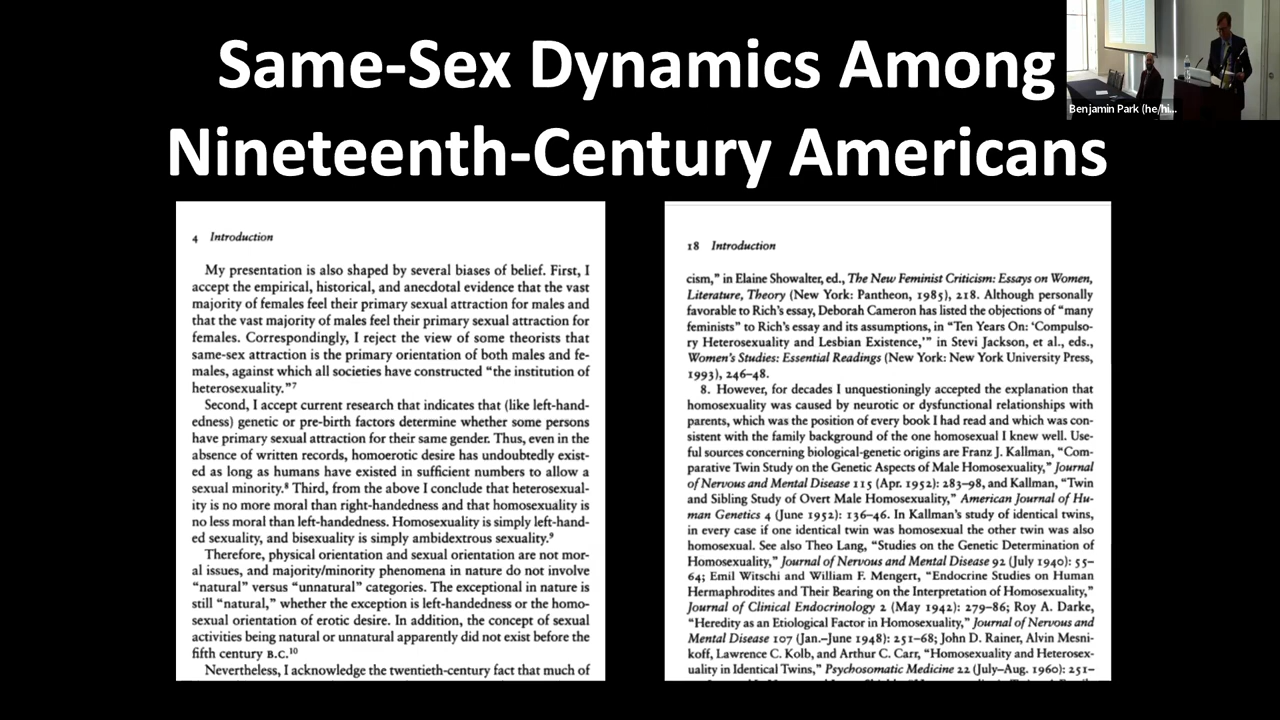 Same-Sex Dynamics Among
Nineteenth-Century Americans
Benjamin Park (he/hi...
4 Introduction
My presentation is also shaped by several biases of belief. First, I
accept the empirical, historical, and anecdotal evidence that the vast
majority of females feel their primary sexual attraction for males and
that the vast majority of males feel their primary sexual attraction for
females. Correspondingly, I reject the view of some theorists that
same-sex attraction is the primary orientation of both males and fe-
males, against which all societies have constructed “the institution of
heterosexuality.”7
Second, I accept current research that indicates that (like left-hand-
edness) genetic or pre-birth factors determine whether some persons
have primary sexual attraction for their same gender. Thus, even in the
absence of written records, homoerotic desire has undoubtedly exist-
ed as long as humans have existed in sufficient numbers to allow a
sexual minority.8 Third, from the above I conclude that heterosexual-
ity is no more moral than right-handedness and that homosexuality is
no less moral than left-handedness. Homosexuality is simply left-hand-
ed sexuality, and bisexuality is simply ambidextrous sexuality.9
Therefore, physical orientation and sexual orientation are not mor-
al issues, and majority/minority phenomena in nature do not involve
“natural” versus “unnatural” categories. The exceptional in nature is
still “natural,” whether the exception is left-handedness or the homo-
sexual orientation of erotic desire. In addition, the concept of sexual
activities being natural or unnatural apparently did not exist before the
fifth century B.C.10
Nevertheless, I acknowledge the twentieth-century fact that much of
18 Introduction
cism,” in Elaine Showalter, ed., The New Feminist Criticism: Essays on Women,
Literature, Theory (New York: Pantheon, 1985), 218. Although personally
favorable to Rich’s essay, Deborah Cameron has listed the objections of “many
feminists” to Rich’s essay and its assumptions, in “Ten Years On: ‘Compulso-
ry Heterosexuality and Lesbian Existence,’” in Stevi Jackson, et al., eds.,
Women’s Studies: Essential Readings (New York: New York University Press,
1993), 246–48.
8. However, for decades I unquestioningly accepted the explanation that
homosexuality was caused by neurotic or dysfunctional relationships with
parents, which was the position of every book I had read and which was con-
sistent with the family background of the one homosexual I knew well. Use-
ful sources concerning biological-genetic origins are Franz J. Kallman, “Com-
parative Twin Study on the Genetic Aspects of Male Homosexuality,” Journal
of Nervous and Mental Disease 115 (Apr. 1952): 283–98, and Kallman, “Twin
and Sibling Study of Overt Male Homosexuality,” American Journal of Hu-
man Genetics 4 (June 1952): 136–46. In Kallman’s study of identical twins,
in every case if one identical twin was homosexual the other twin was also
homosexual. See also Theo Lang, “Studies on the Genetic Determination of
Homosexuality,” Journal of Nervous and Mental Disease 92 (July 1940): 55–
64; Emil Witschi and William F. Mengert, “Endocrine Studies on Human
Hermaphrodites and Their Bearing on the Interpretation of Homosexuality,”
Journal of Clinical Endocrinology 2 (May 1942): 279–86; Roy A. Darke,
“Heredity as an Etiological Factor in Homosexuality,” Journal of Nervous and
Mental Disease 107 (Jan.–June 1948): 251–68; John D. Rainer, Alvin Mesni-
koff, Lawrence C. Kolb, and Arthur C. Carr, “Homosexuality and Heterosex-
uality in Identical Twins,” Psychosomatic Medicine 22 (July–Aug. 1960): 251–